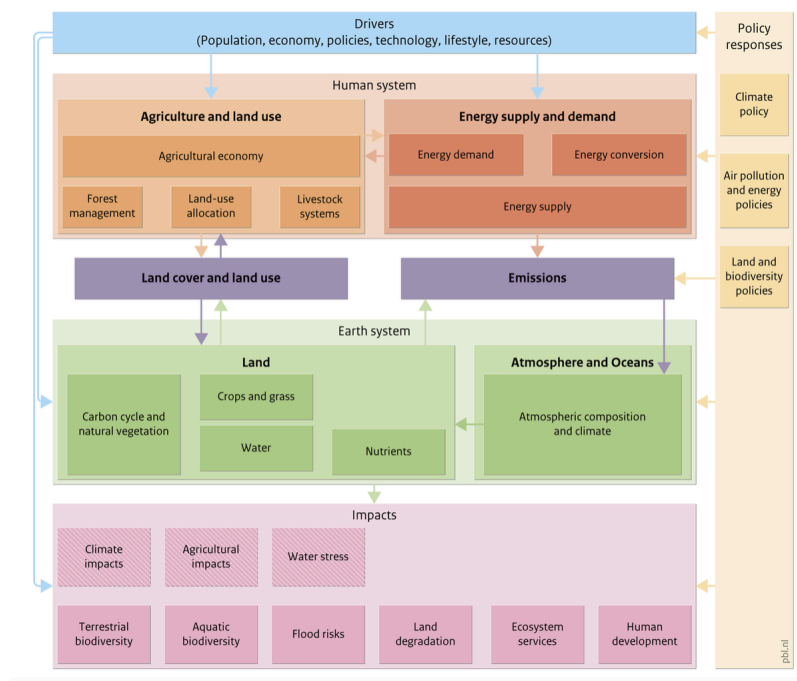 Drivers
(Population, economy, policies, technology, lifestyle, resources)
Policy
responses
Human system
Agriculture and land use
Energy supply and demand
Climate
policy
Agricultural economy
Energy demand
Energy conversion
Air pollution
and energy
policies
Forest
management
Land-use
allocation
Livestock
systems
Energy supply
Land cover and land use
Emissions
Land and
biodiversity
policies
Earth system
Land
Atmosphere and Oceans
Carbon cycle and
natural vegetation
Crops and grass
Water
Nutrients
Atmospheric composition
and climate
Impacts
Climate
impacts
Agricultural
impacts
Water stress
Terrestrial
biodiversity
Aquatic
biodiversity
Flood risks
Land
degradation
Ecosystem
services
Human
development
pbl.nl